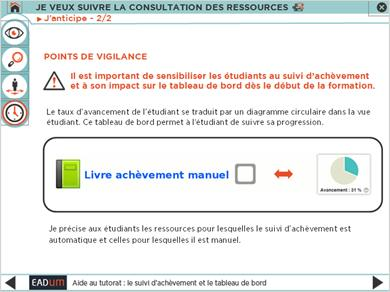 JE VEUX SUIVRE LA CONSULTATION DES RESSOURCES
J'anticipe - 2/2
POINTS DE VIGILANCE
Il est important de sensibiliser les étudiants au suivi d'achèvement
et à son impact sur le tableau de bord dès le début de la formation.
Le taux d'avancement de l'étudiant se traduit par un diagramme circulaire dans la vue
étudiant. Ce tableau de bord permet à l'étudiant de suivre sa progression.
Livre achèvement manuel
Avancement : 31 %
Je précise aux étudiants les ressources pour lesquelles le suivi d'achèvement est
automatique et celles pour lesquelles il est manuel.
EADum Aide au tutorat : le suivi d'achèvement et le tableau de bord